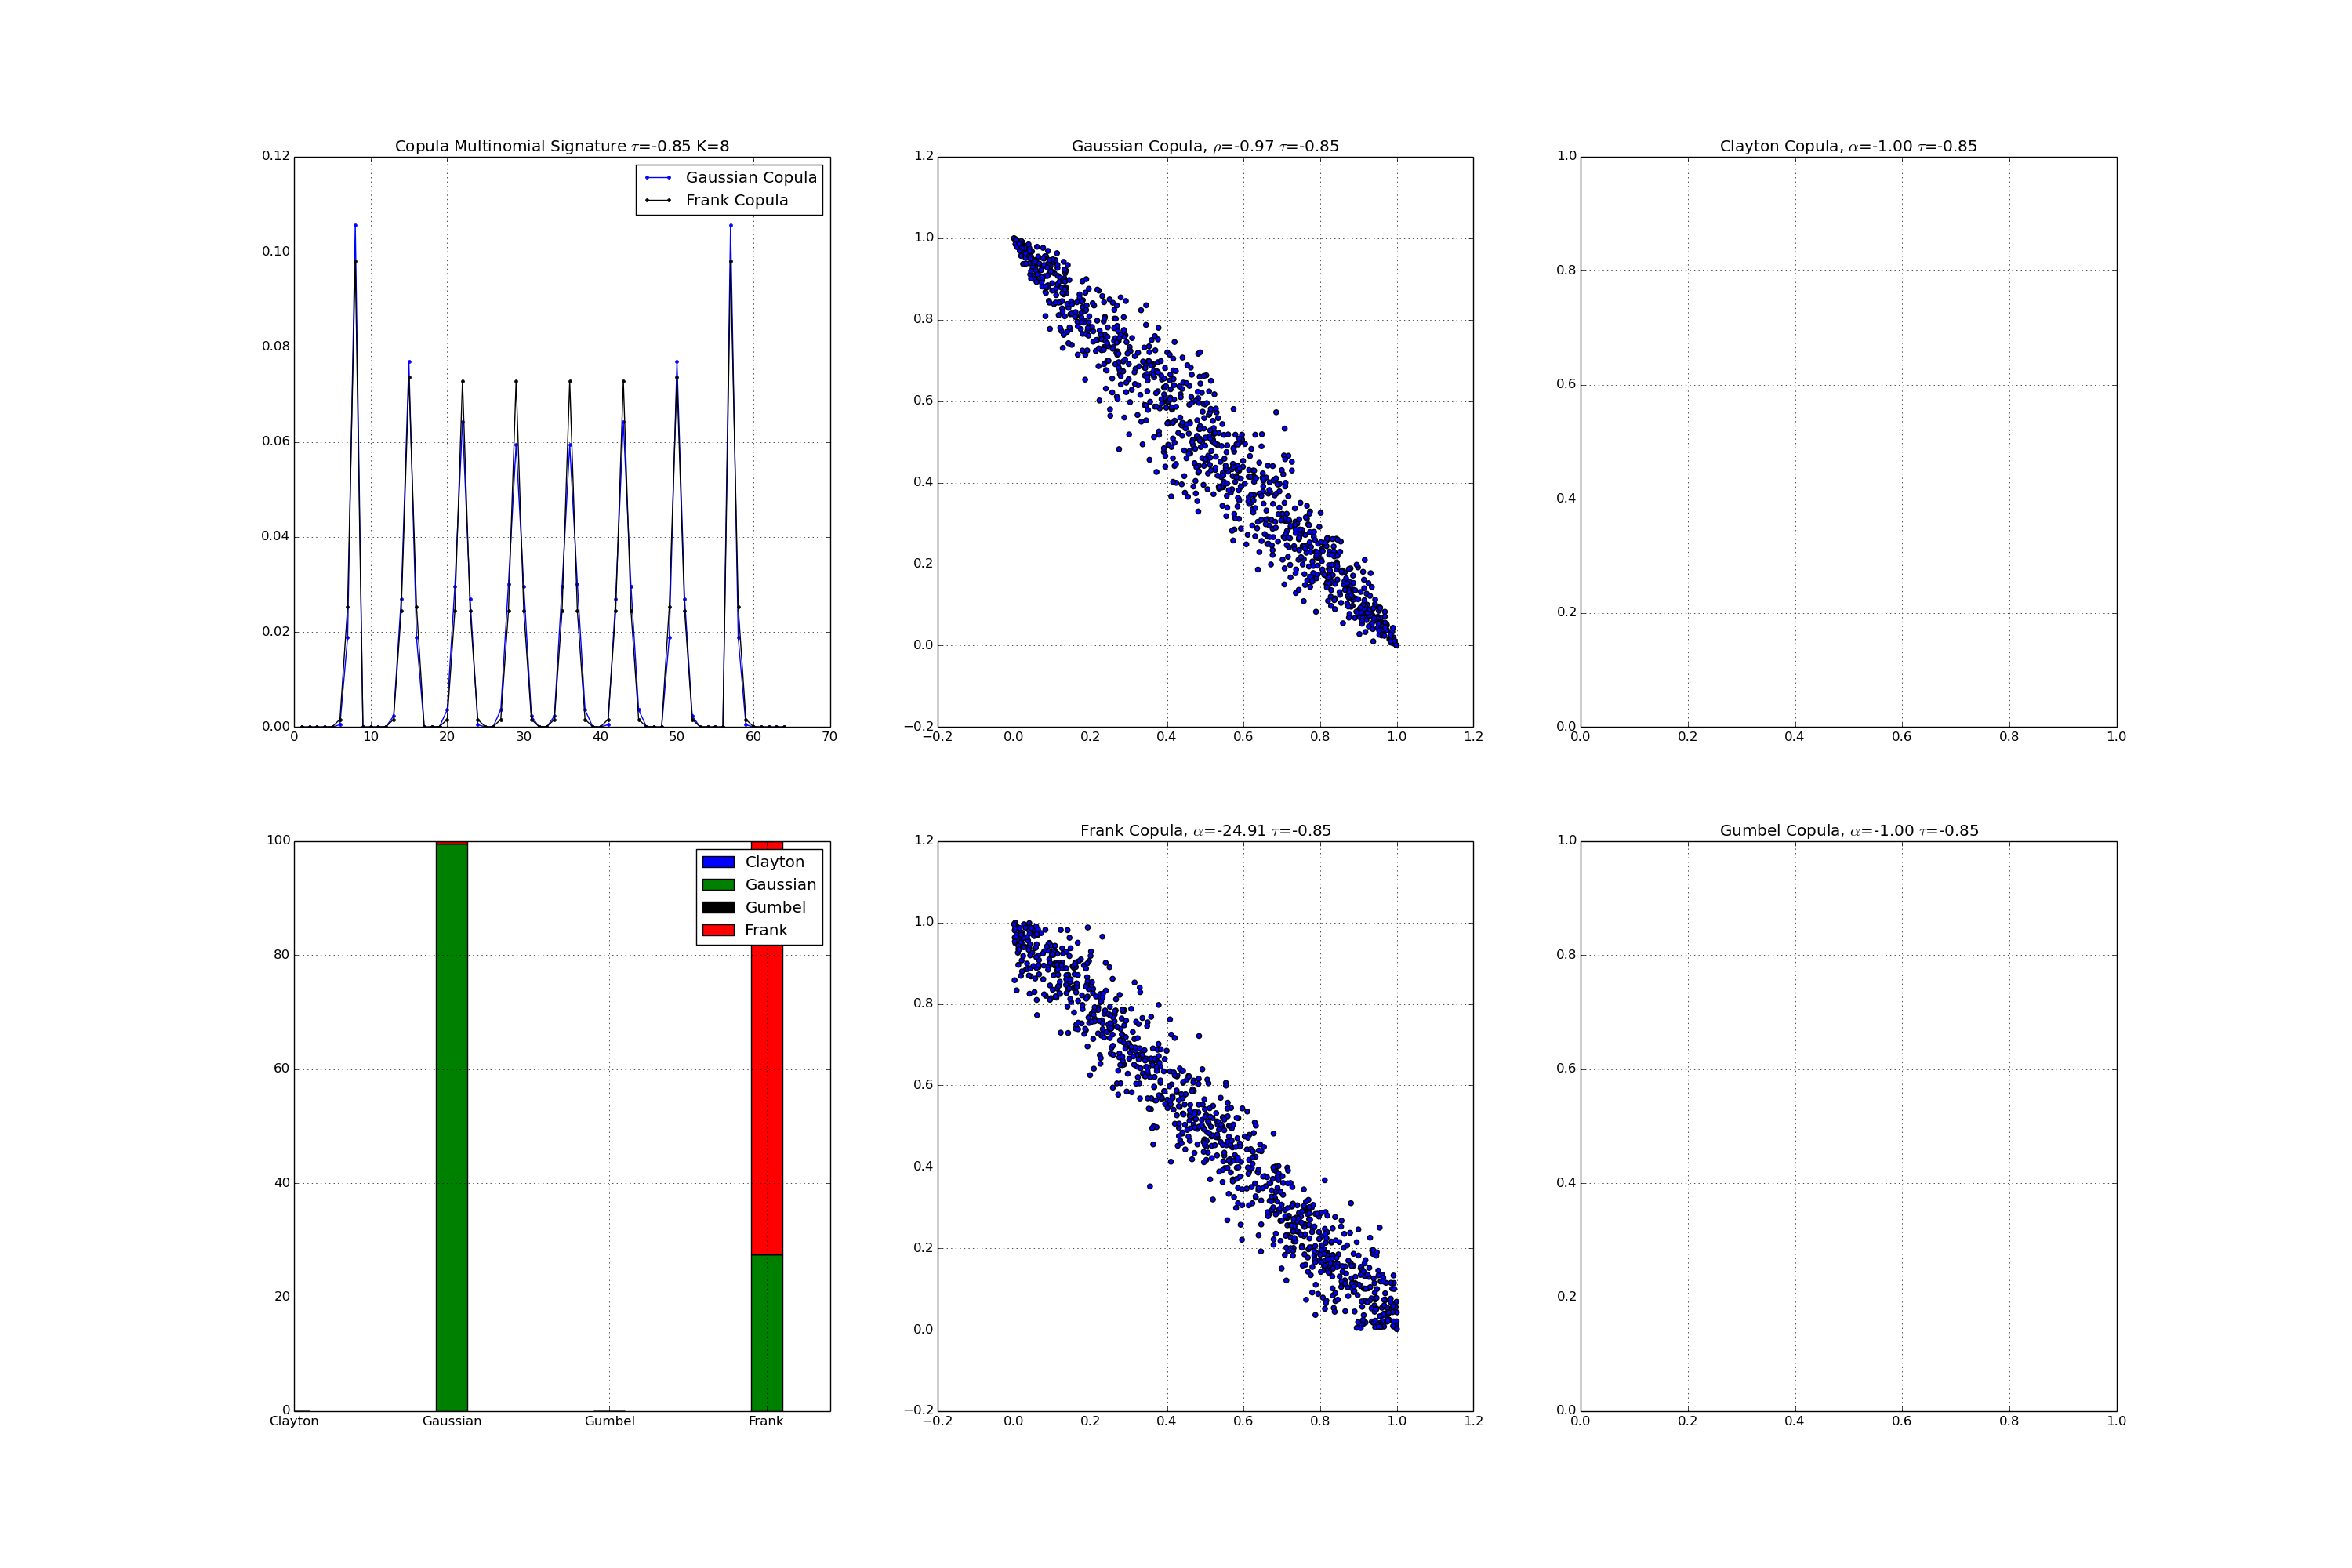 Copula Multinomial Signature τ=-0.85 K=8
0.12
0.10
0.08
0.06
0.04
0.02
0.00
0 10 20 30 40 50 60 70
Gaussian Copula
Frank Copula
Gaussian Copula, ρ=-0.97 τ=-0.85
1.2
1.0
0.8
0.6
0.4
0.2
0.0
−0.2
−0.2 0.0 0.2 0.4 0.6 0.8 1.0 1.2
Clayton Copula, α=-1.00 τ=-0.85
1.0
0.8
0.6
0.4
0.2
0.0
0.0 0.2 0.4 0.6 0.8 1.0
100
80
60
40
20
0
Clayton Gaussian Gumbel Frank
Clayton
Gaussian
Gumbel
Frank
Frank Copula, α=-24.91 τ=-0.85
1.2
1.0
0.8
0.6
0.4
0.2
0.0
−0.2
−0.2 0.0 0.2 0.4 0.6 0.8 1.0 1.2
Gumbel Copula, α=-1.00 τ=-0.85
1.0
0.8
0.6
0.4
0.2
0.0
0.0 0.2 0.4 0.6 0.8 1.0